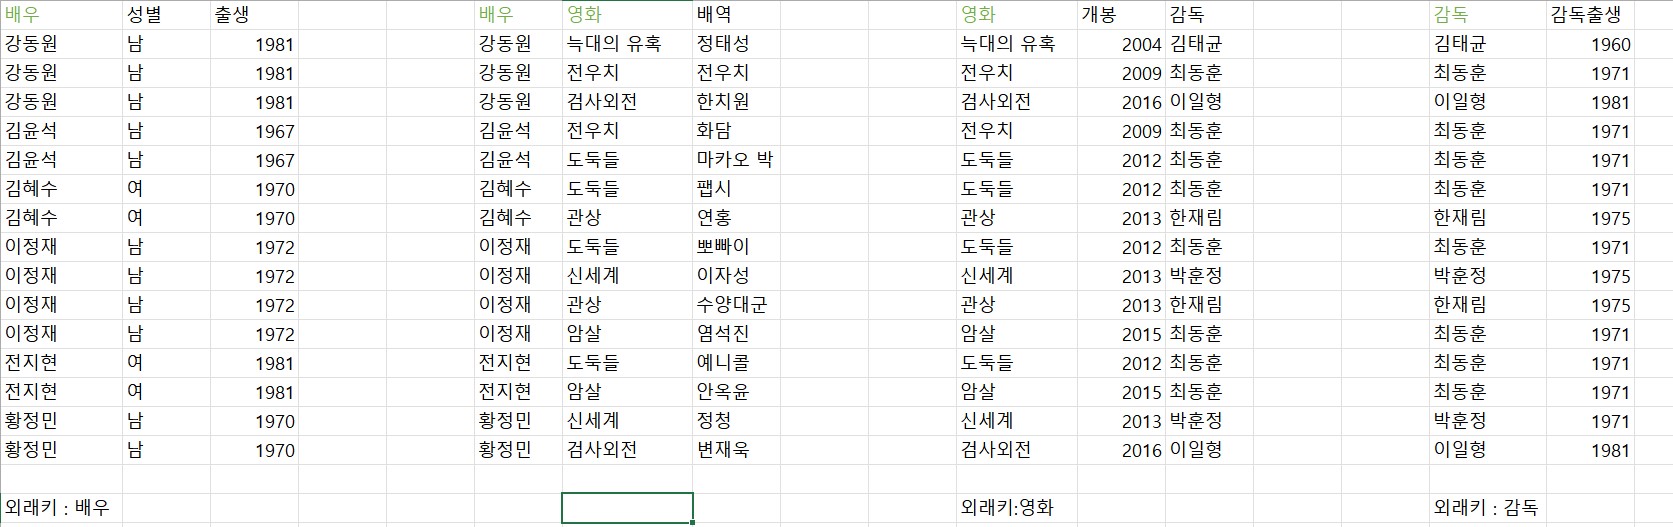 배우 성별 출생 배우 영화 배역 영화 개봉 감독 감독 감독출생
강동원 남 1981 강동원 늑대의 유혹 정태성 늑대의 유혹 2004 김태균 김태균 1960
강동원 남 1981 강동원 전우치 전우치 전우치 2009 최동훈 최동훈 1971
강동원 남 1981 강동원 검사외전 한치원 검사외전 2016 이일형 이일형 1981
김윤석 남 1967 김윤석 전우치 화담 전우치 2009 최동훈 최동훈 1971
김윤석 남 1967 김윤석 도둑들 마카오 박 도둑들 2012 최동훈 최동훈 1971
김혜수 여 1970 김혜수 도둑들 팹시 도둑들 2012 최동훈 최동훈 1971
김혜수 여 1970 김혜수 관상 연홍 관상 2013 한재림 한재림 1975
이정재 남 1972 이정재 도둑들 뽀빠이 도둑들 2012 최동훈 최동훈 1971
이정재 남 1972 이정재 신세계 이자성 신세계 2013 박훈정 박훈정 1975
이정재 남 1972 이정재 관상 수양대군 관상 2013 한재림 한재림 1975
이정재 남 1972 이정재 암살 염석진 암살 2015 최동훈 최동훈 1971
전지현 여 1981 전지현 도둑들 예니콜 도둑들 2012 최동훈 최동훈 1971
전지현 여 1981 전지현 암살 안옥윤 암살 2015 최동훈 최동훈 1971
황정민 남 1970 황정민 신세계 정청 신세계 2013 박훈정 박훈정 1971
황정민 남 1970 황정민 검사외전 변재욱 검사외전 2016 이일형 이일형 1981
외래키 : 배우 외래키:영화 외래키 : 감독